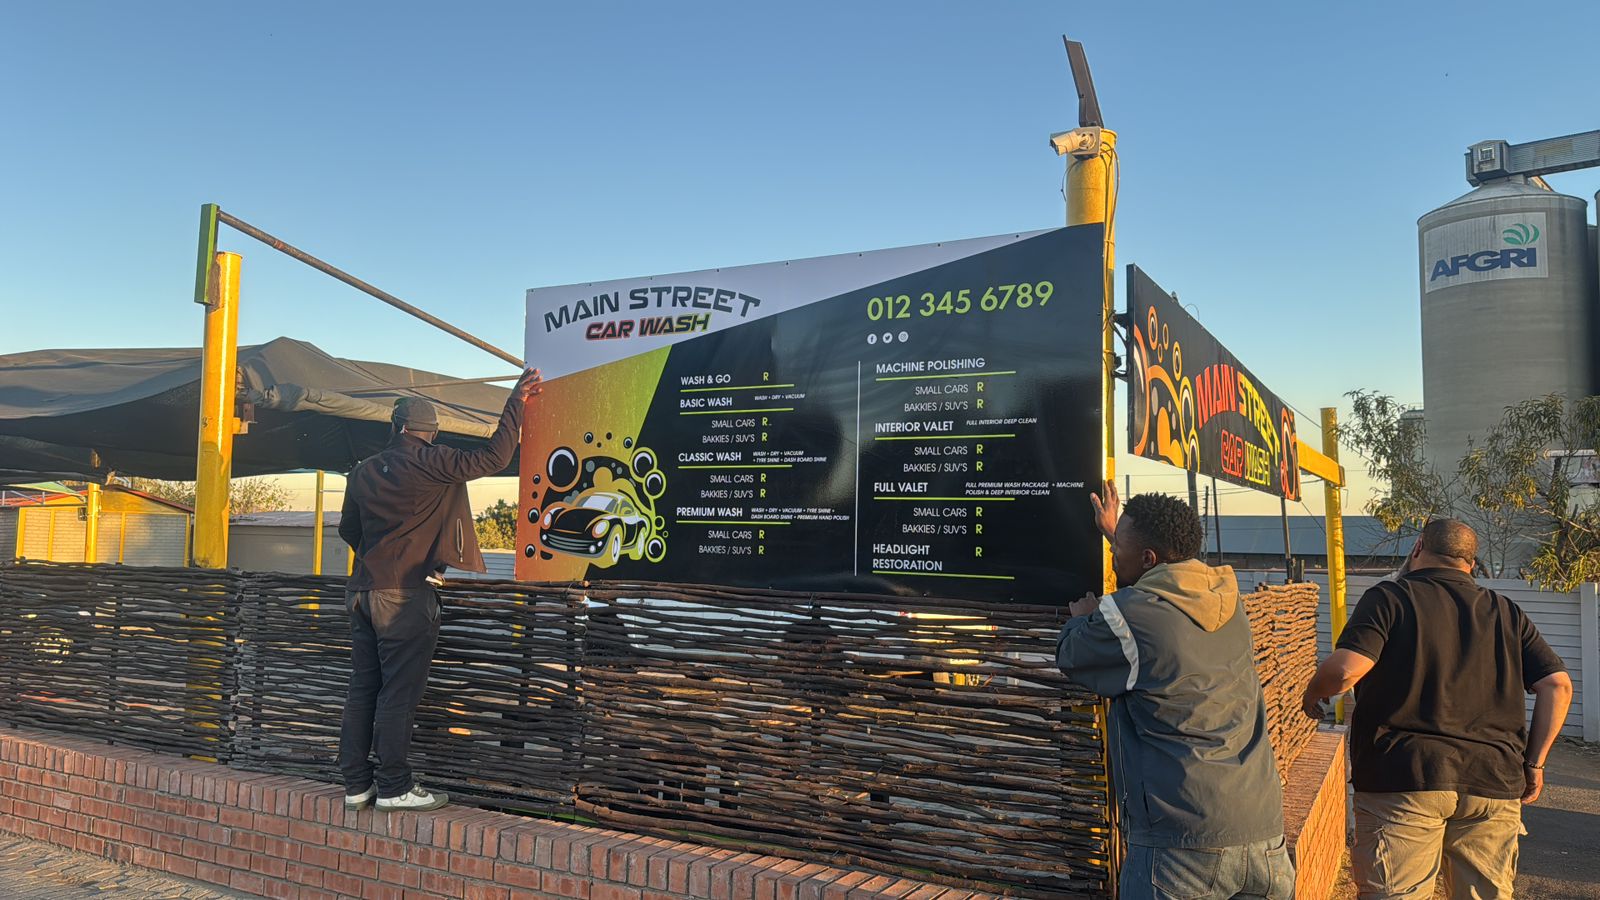 MAIN STREET
CAR WASH
012 345 6789
WASH & GO R
BASIC WASH WASH + DRY + VACUUM
SMALL CARS R
BAKKIES / SUV'S R
CLASSIC WASH WASH + DRY + VACUUM
+ TYRE SHINE + DASH BOARD SHINE
SMALL CARS R
BAKKIES / SUV'S R
PREMIUM WASH WASH + DRY + VACUUM + TYRE SHINE +
DASH BOARD SHINE + PREMIUM HAND POLISH
SMALL CARS R
BAKKIES / SUV'S R
MACHINE POLISHING
SMALL CARS R
BAKKIES / SUV'S R
INTERIOR VALET FULL INTERIOR DEEP CLEAN
SMALL CARS R
BAKKIES / SUV'S R
FULL VALET FULL PREMIUM WASH PACKAGE + MACHINE
POLISH & DEEP INTERIOR CLEAN
SMALL CARS R
BAKKIES / SUV'S R
HEADLIGHT R
RESTORATION
MAIN STREET
CAR WASH
AFGRI